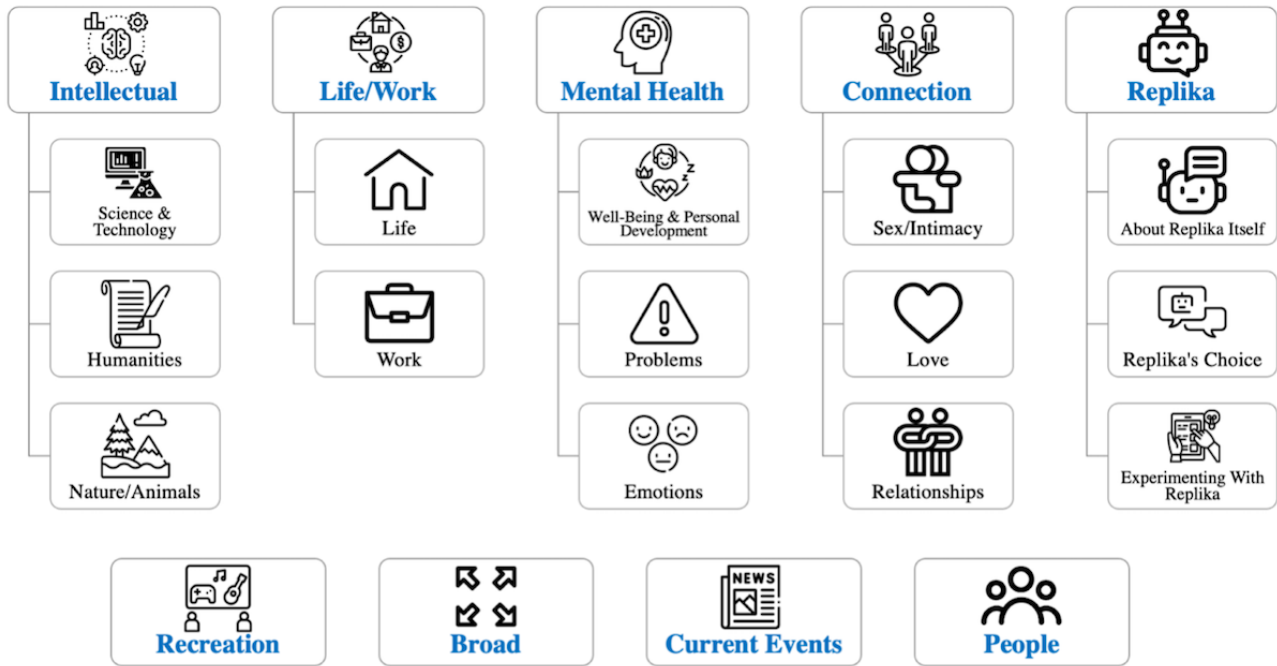 Intellectual
Life/Work
Mental Health
Connection
Replika
Science &
Technology
Life
Well-Being & Personal
Development
Sex/Intimacy
About Replika Itself
Humanities
Work
Problems
Love
Replika's Choice
Nature/Animals
Emotions
Relationships
Experimenting With
Replika
NEWS
Recreation
Broad
Current Events
People